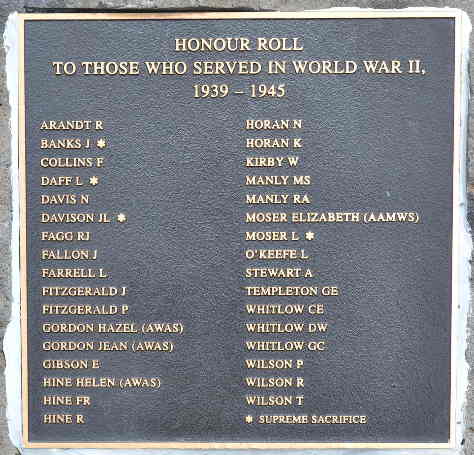 HONOUR ROLL
TO THOSE WHO SERVED IN WORLD WAR II,
1939 – 1945
ARANDT R
BANKS J ✱
COLLINS F
DAFF L ✱
DAVIS N
DAVISON JL ✱
FAGG RJ
FALLON J
FARRELL L
FITZGERALD J
FITZGERALD P
GORDON HAZEL (AWAS)
GORDON JEAN (AWAS)
GIBSON E
HINE HELEN (AWAS)
HINE FR
HINE R
HORAN N
HORAN K
KIRBY W
MANLY MS
MANLY RA
MOSER ELIZABETH (AAMWS)
MOSER L ✱
O'KEEFE L
STEWART A
TEMPLETON GE
WHITLOW CE
WHITLOW DW
WHITLOW GC
WILSON P
WILSON R
WILSON T
✱ SUPREME SACRIFICE